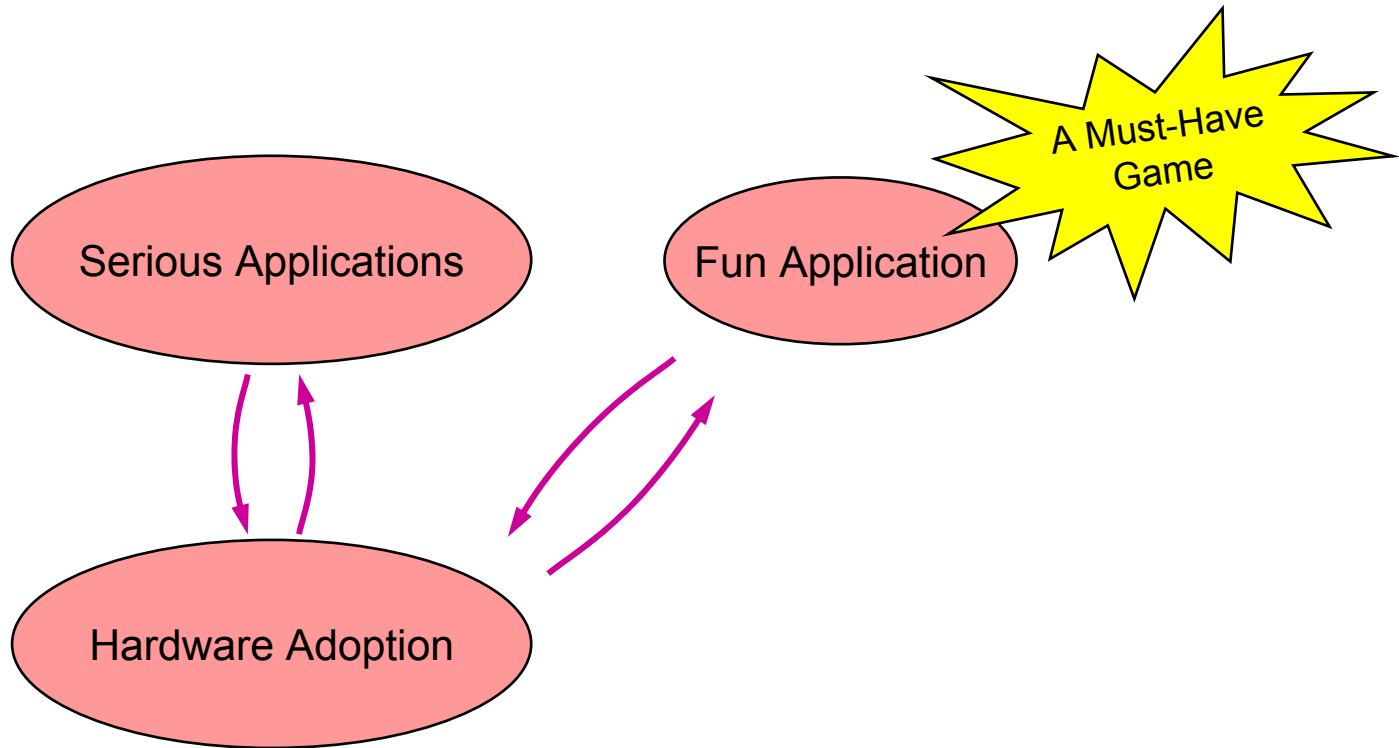 A Must-Have
Game
Serious Applications
Fun Application
Hardware Adoption